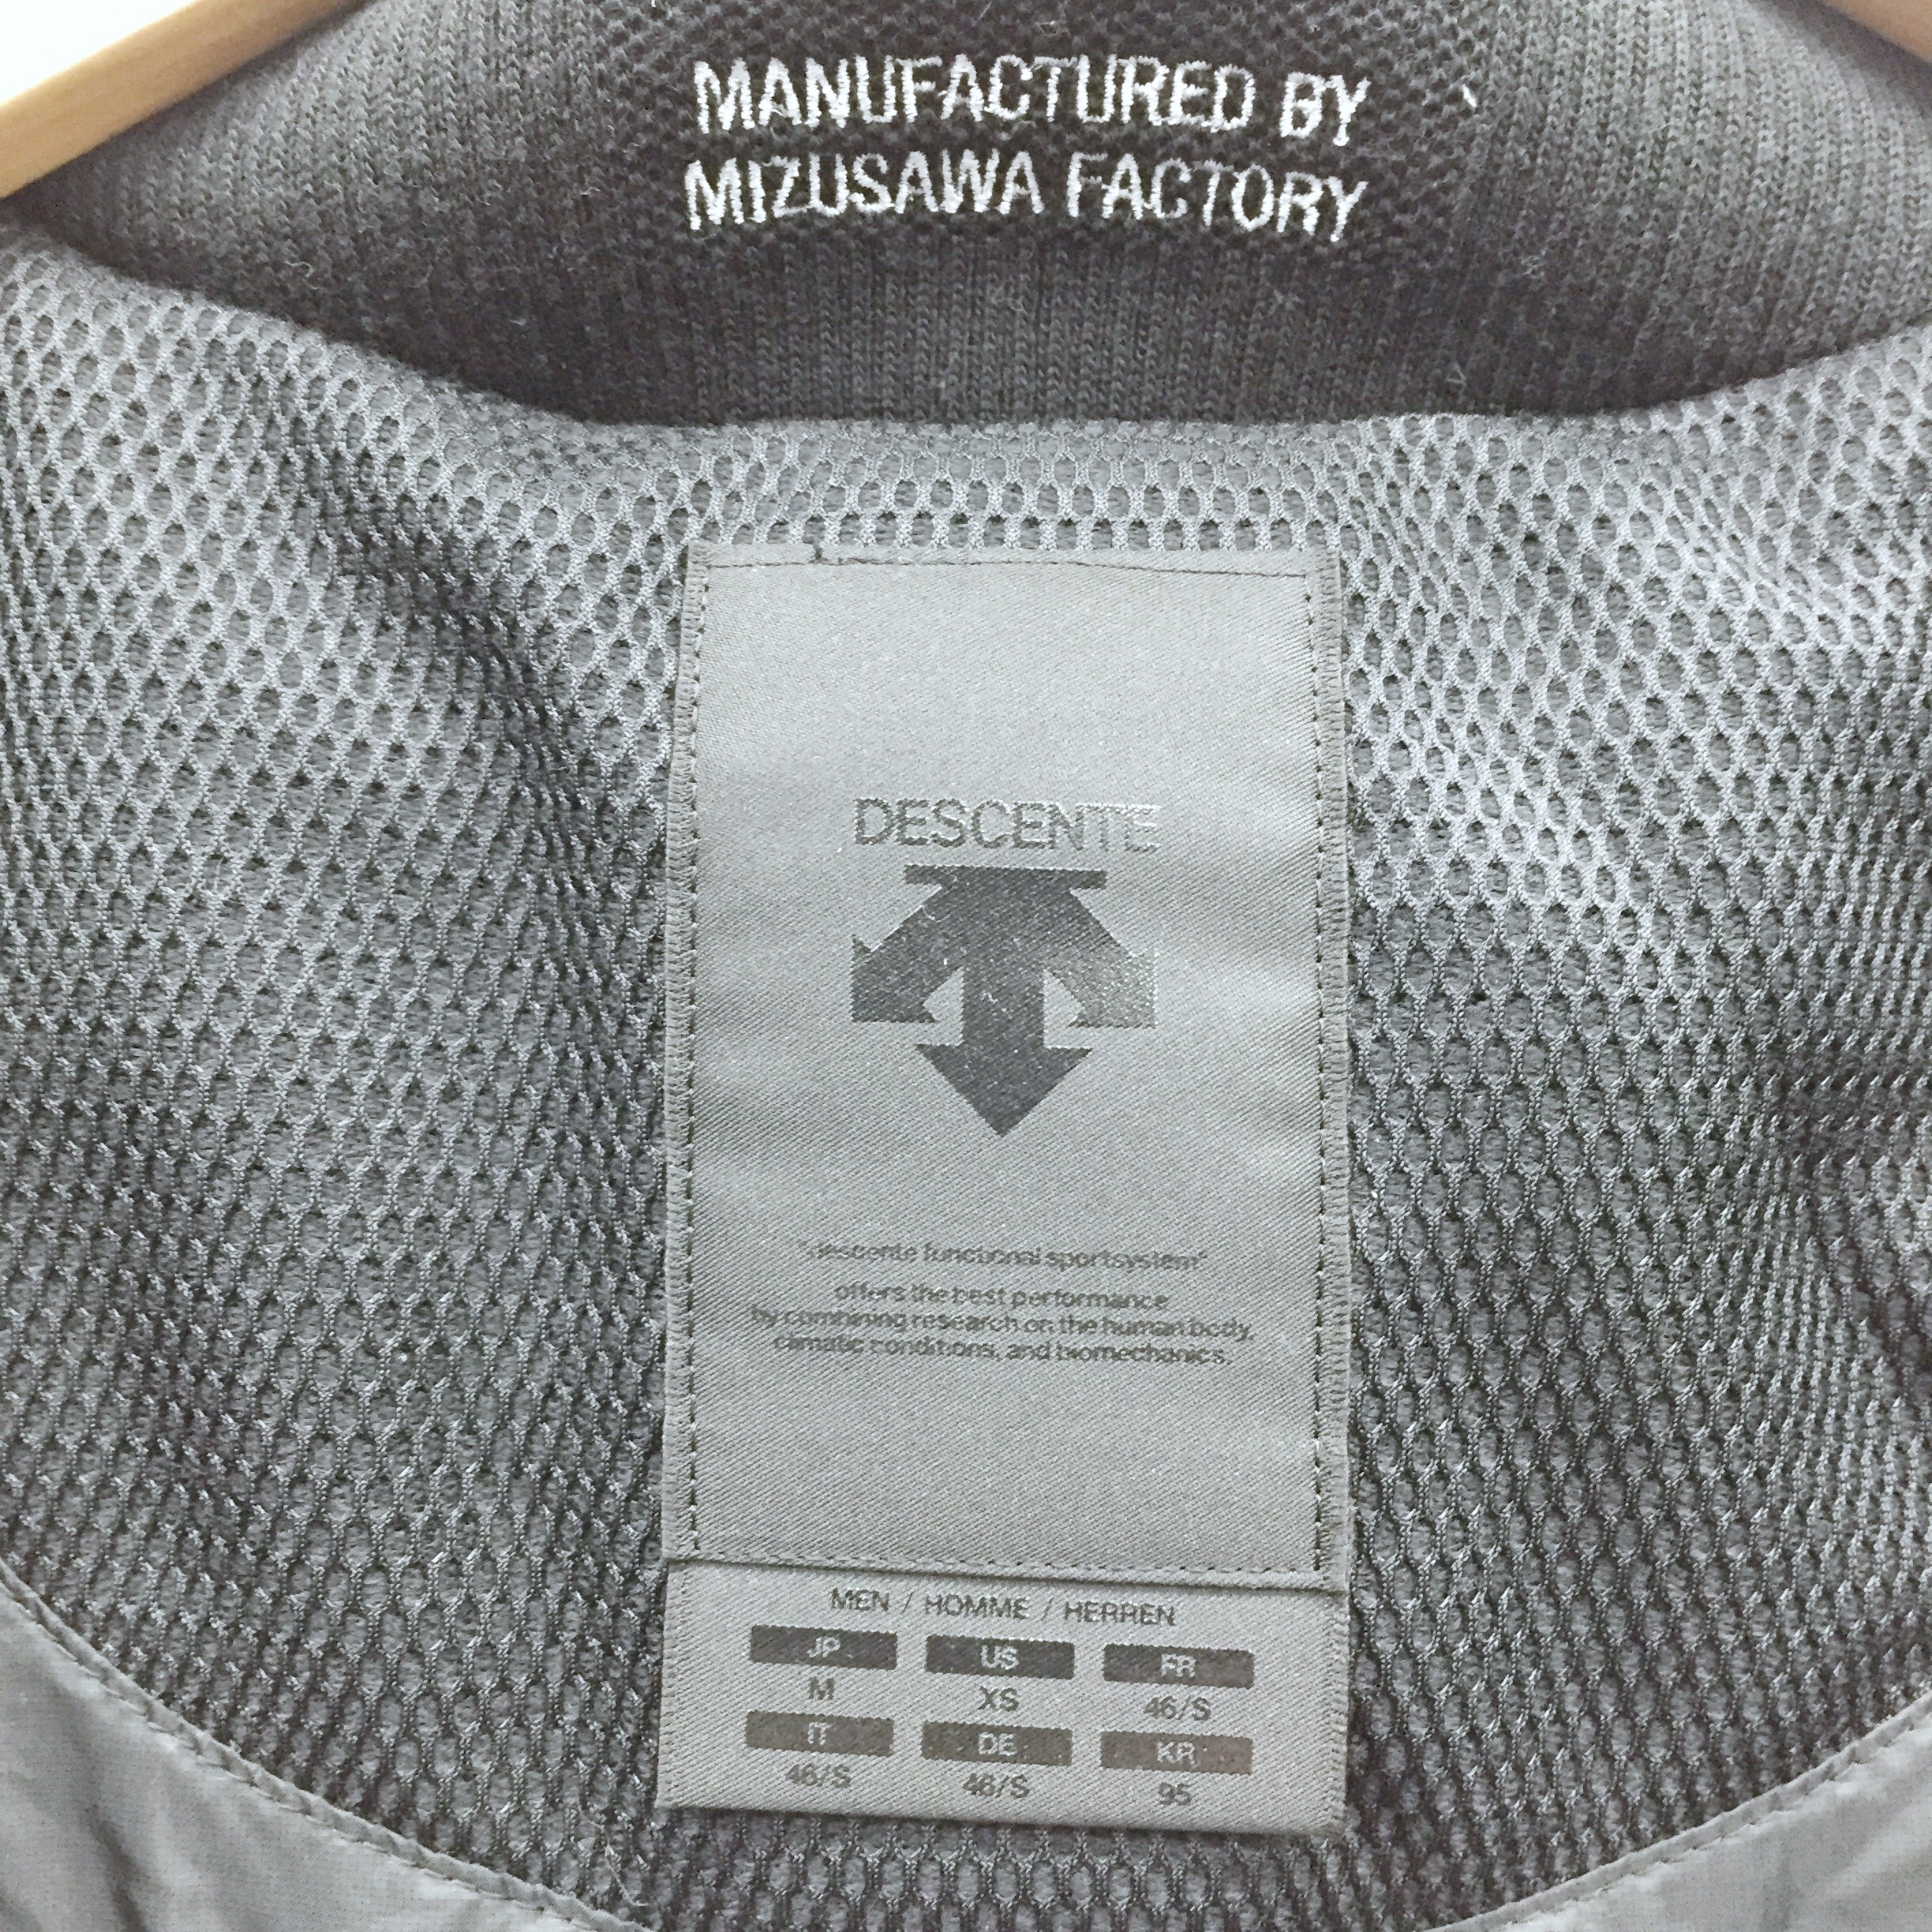 MANUFACTURED BY
MIZUSAWA FACTORY
DESCENTE
"descente functional sportsystem"
offers the best performance
by combining research on the human body,
climatic conditions, and biomechanics.
MEN / HOMME / HERREN
JP US FR
M XS 46/S
IT DE KR
46/S 46/S 95